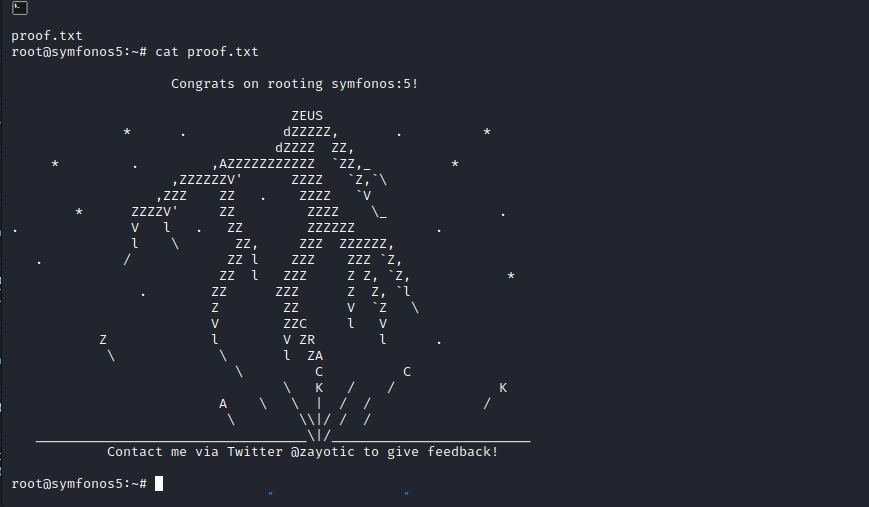 proof.txt
root@symfonos5:~# cat proof.txt
Congrats on rooting symfonos:5!
                                   ZEUS
              *      .            dZZZZZ,       .          *
                                 dZZZZ  ZZ,
     *         .         ,AZZZZZZZZZZZ  `ZZ,_          *
                    ,ZZZZZZV'      ZZZZ   `Z,`\
                  ,ZZZ    ZZ   .    ZZZZ   `V
        *      ZZZZV'     ZZ         ZZZZ    \_              .
.              V   l   .   ZZ        ZZZZZZ          .
               l    \       ZZ,     ZZZ  ZZZZZZ,
   .          /            ZZ l    ZZZ    ZZZ `Z,
                          ZZ  l   ZZZ     Z Z, `Z,            *
                .        ZZ      ZZZ      Z  Z, `l
                         Z        ZZ      V  `Z   \
                         V        ZZC     l   V
           Z             l        V ZR        l      .
            \             \       l  ZA
                            \         C          C
                                  \   K   /    /             K
                          A    \   \  |  /  /              /
                           \        \\|/ /  /
   __________________________________\|/_________________________
Contact me via Twitter @zayotic to give feedback!
root@symfonos5:~#